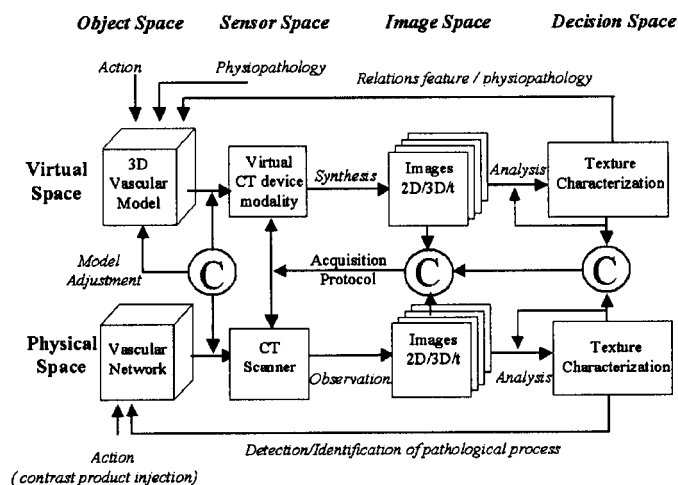 Object Space Sensor Space Image Space Decision Space
Action
Physiopathology
Relations feature / physiopathology
Virtual
Space
3D
Vascular
Model
Virtual
CT device
modality
Synthesis
Images
2D/3D/t
Analysis
Texture
Characterization
Model
Adjustment
C
Acquisition
Protocol
C
C
Physical
Space
Vascular
Network
CT
Scanner
Observation
Images
2D/3D/t
Analysis
Texture
Characterization
Action
( contrast product injection)
Detection/Identification of pathological process